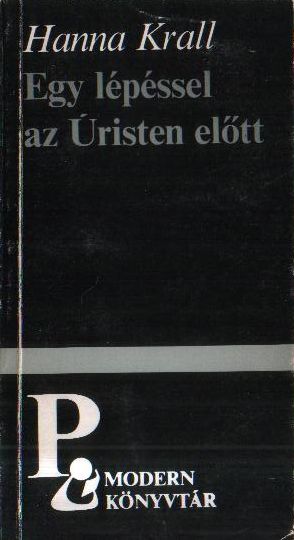 Hanna Krall
Egy lépéssel
az Úristen előtt
P
MODERN
KÖNYVTÁR